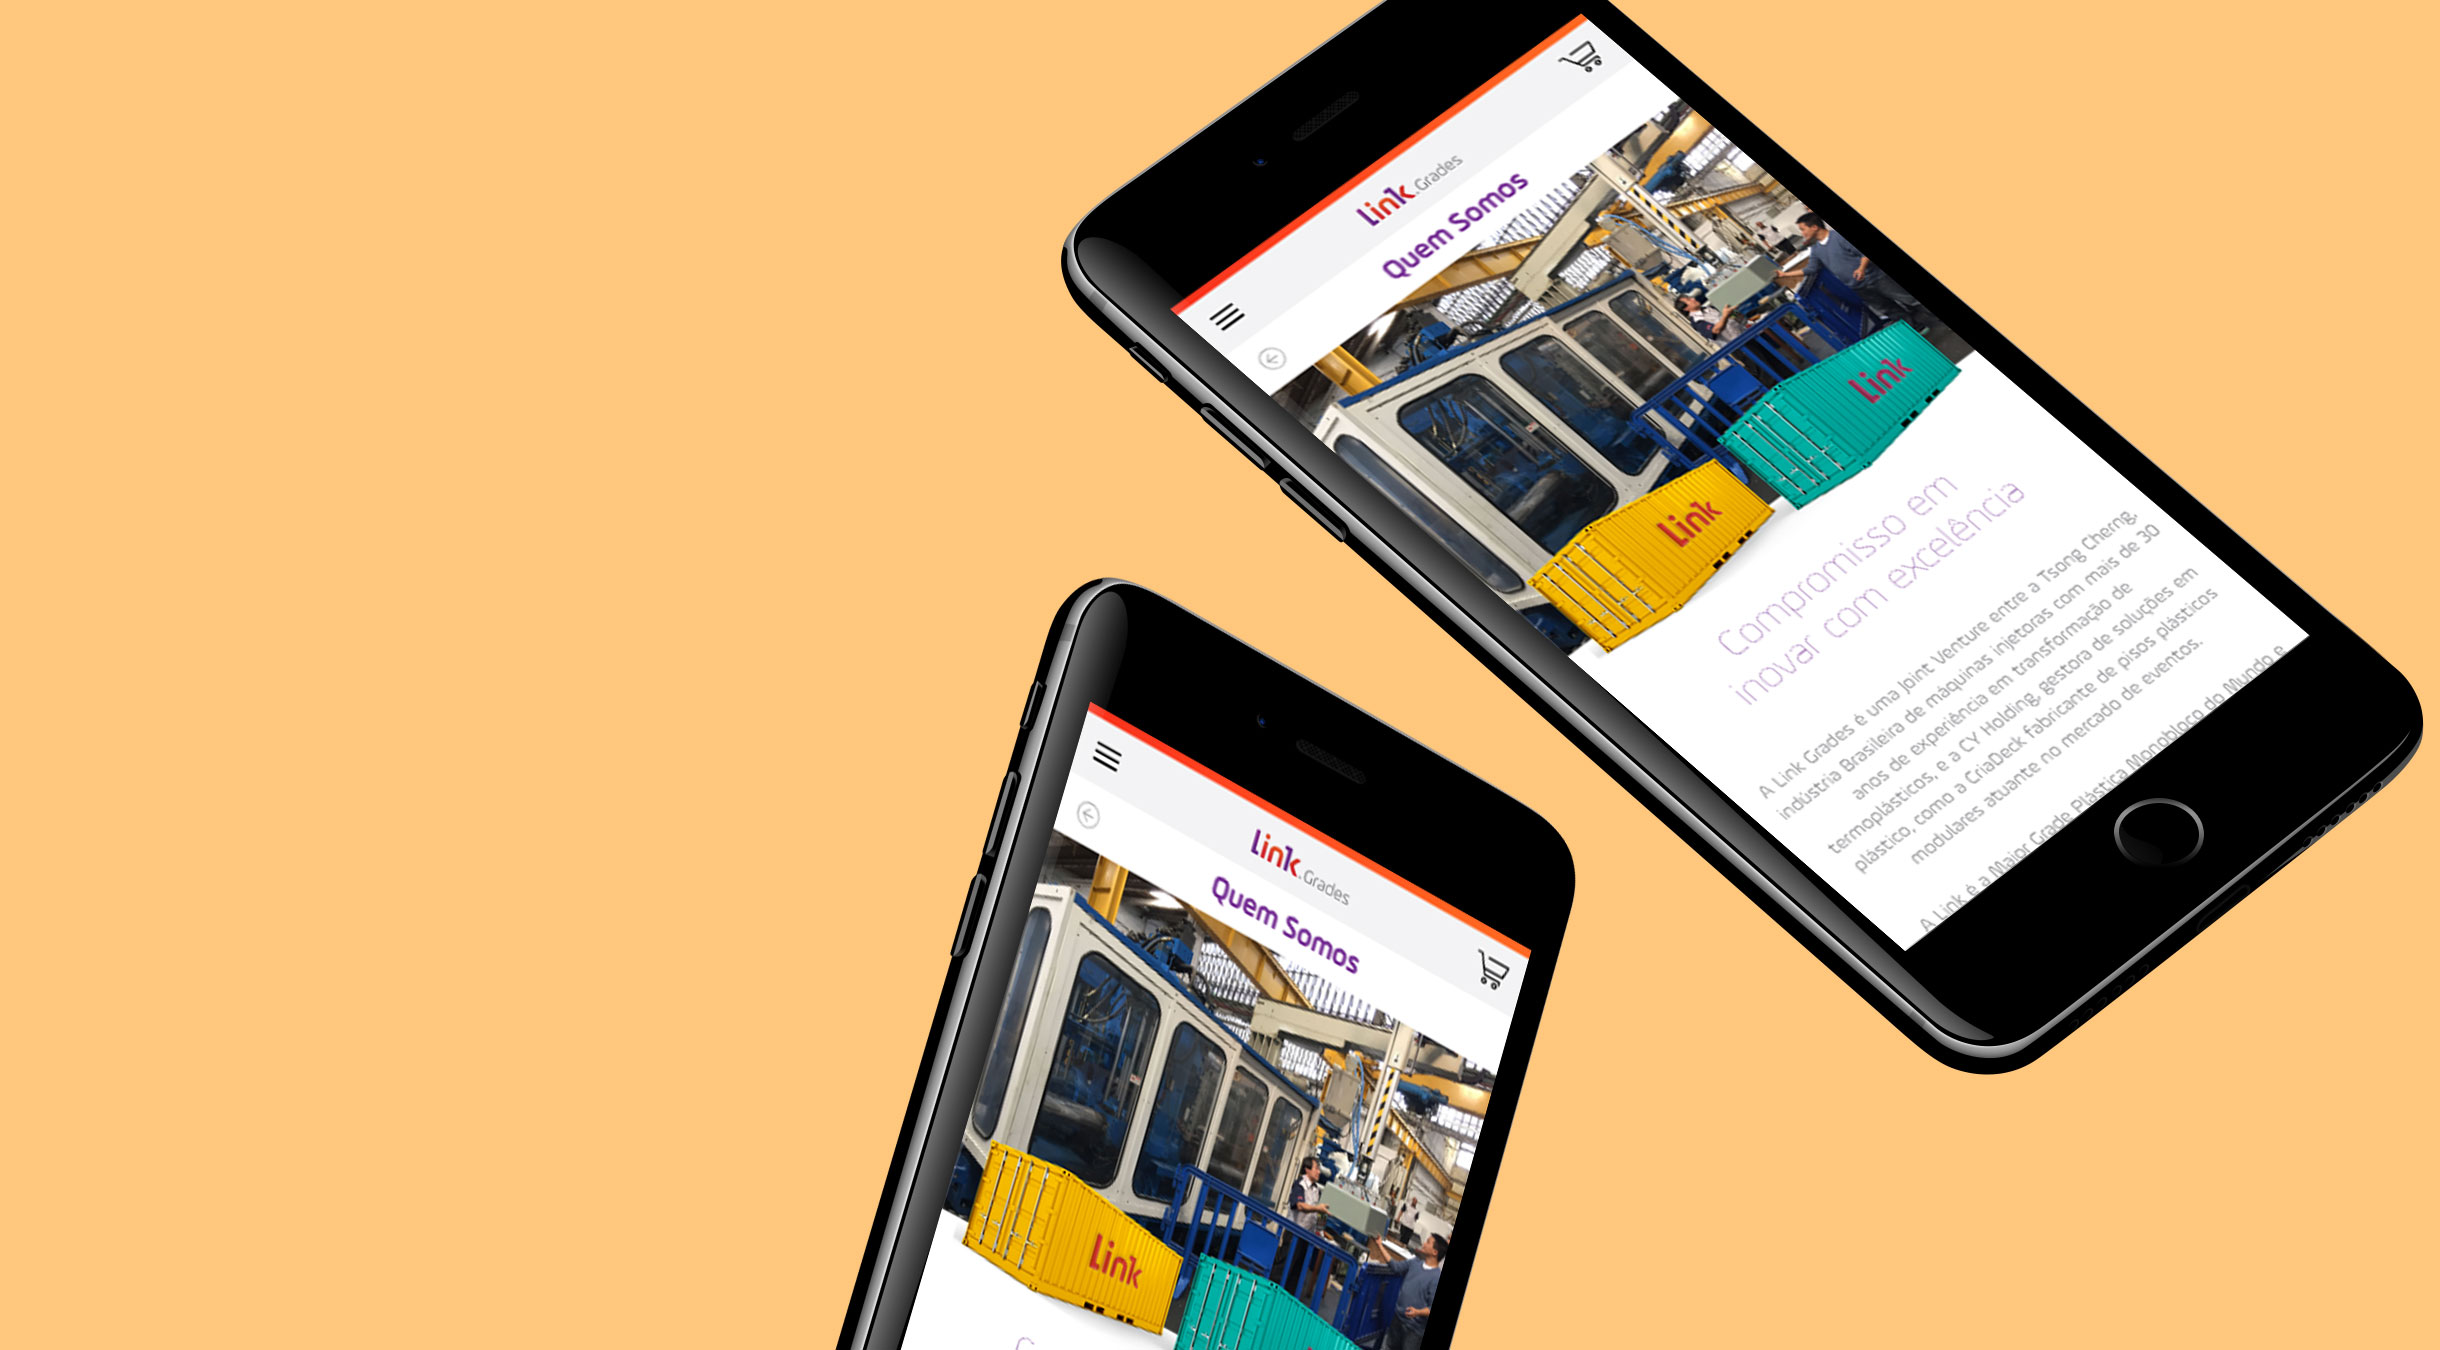 Link.Grades
Quem Somos
Link
Link
Compromisso em
inovar com excelência
A Link Grades é uma Joint Venture entre a Tsong Cherng,
indústria Brasileira de máquinas injetoras com mais de 30
anos de experiência em transformação de
termoplásticos, e a CY Holding, gestora de soluções em
plástico, como a CriaDeck fabricante de pisos plásticos
modulares atuante no mercado de eventos.
A Link é a Maior Grade Plástica Monobloco do Mundo e
Link.Grades
Quem Somos
Link